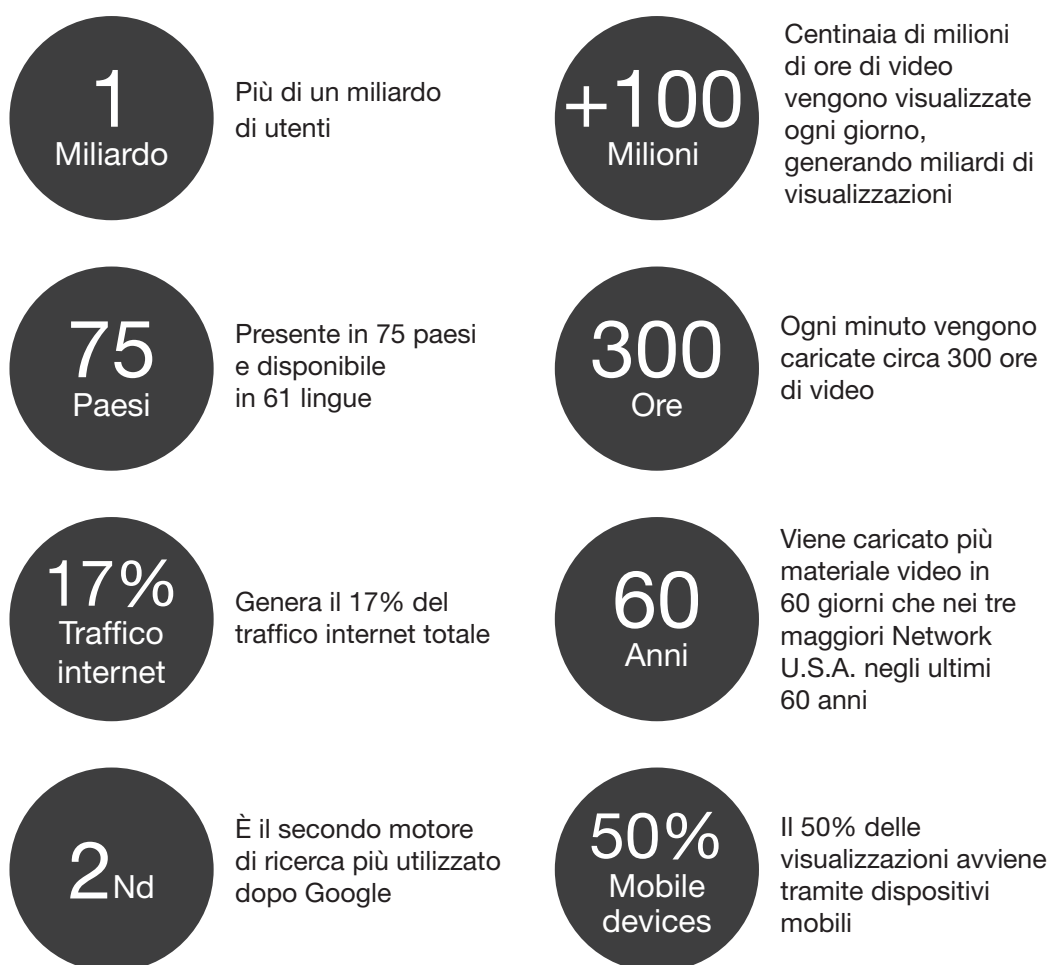 1
Miliardo
Più di un miliardo
di utenti
+100
Milioni
Centinaia di milioni
di ore di video
vengono visualizzate
ogni giorno,
generando miliardi di
visualizzazioni
75
Paesi
Presente in 75 paesi
e disponibile
in 61 lingue
300
Ore
Ogni minuto vengono
caricate circa 300 ore
di video
17%
Traffico
internet
Genera il 17% del
traffico internet totale
60
Anni
Viene caricato più
materiale video in
60 giorni che nei tre
maggiori Network
U.S.A. negli ultimi
60 anni
2Nd
È il secondo motore
di ricerca più utilizzato
dopo Google
50%
Mobile
devices
Il 50% delle
visualizzazioni avviene
tramite dispositivi
mobili